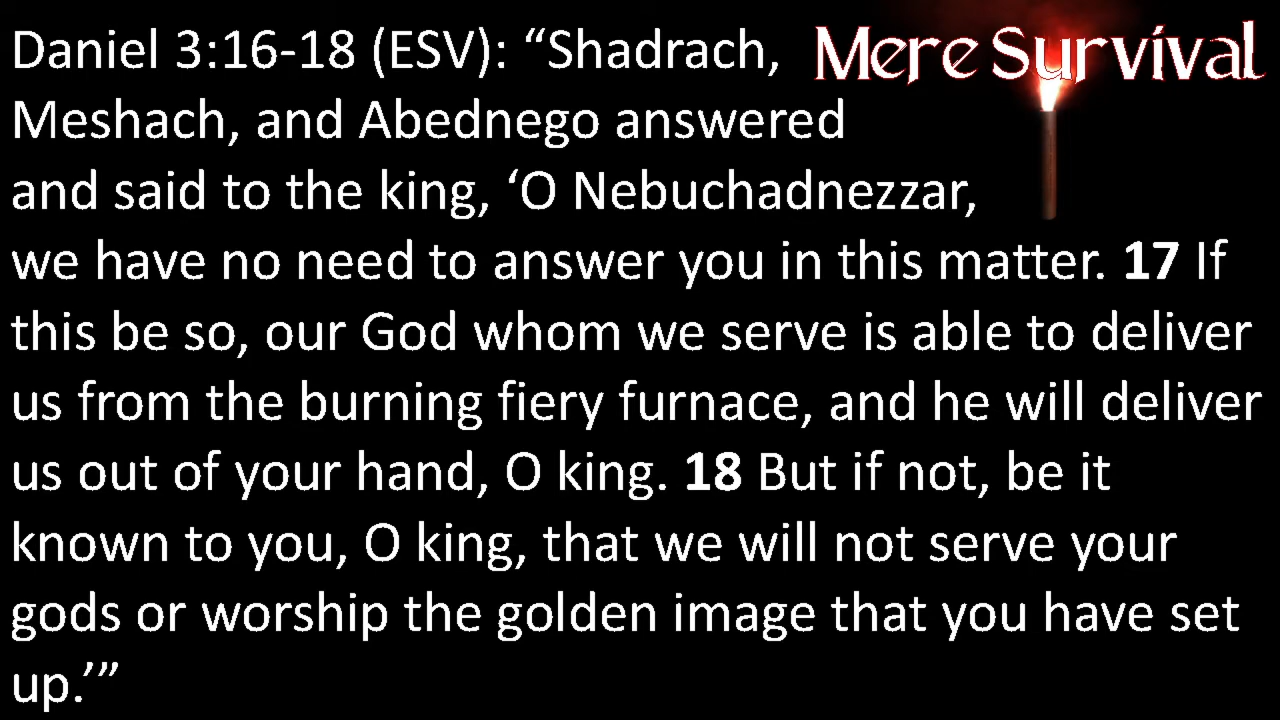 Daniel 3:16-18 (ESV): “Shadrach,
Mere Survival
Meshach, and Abednego answered
and said to the king, ‘O Nebuchadnezzar,
we have no need to answer you in this matter. 17 If
this be so, our God whom we serve is able to deliver
us from the burning fiery furnace, and he will deliver
us out of your hand, O king. 18 But if not, be it
known to you, O king, that we will not serve your
gods or worship the golden image that you have set
up.’”